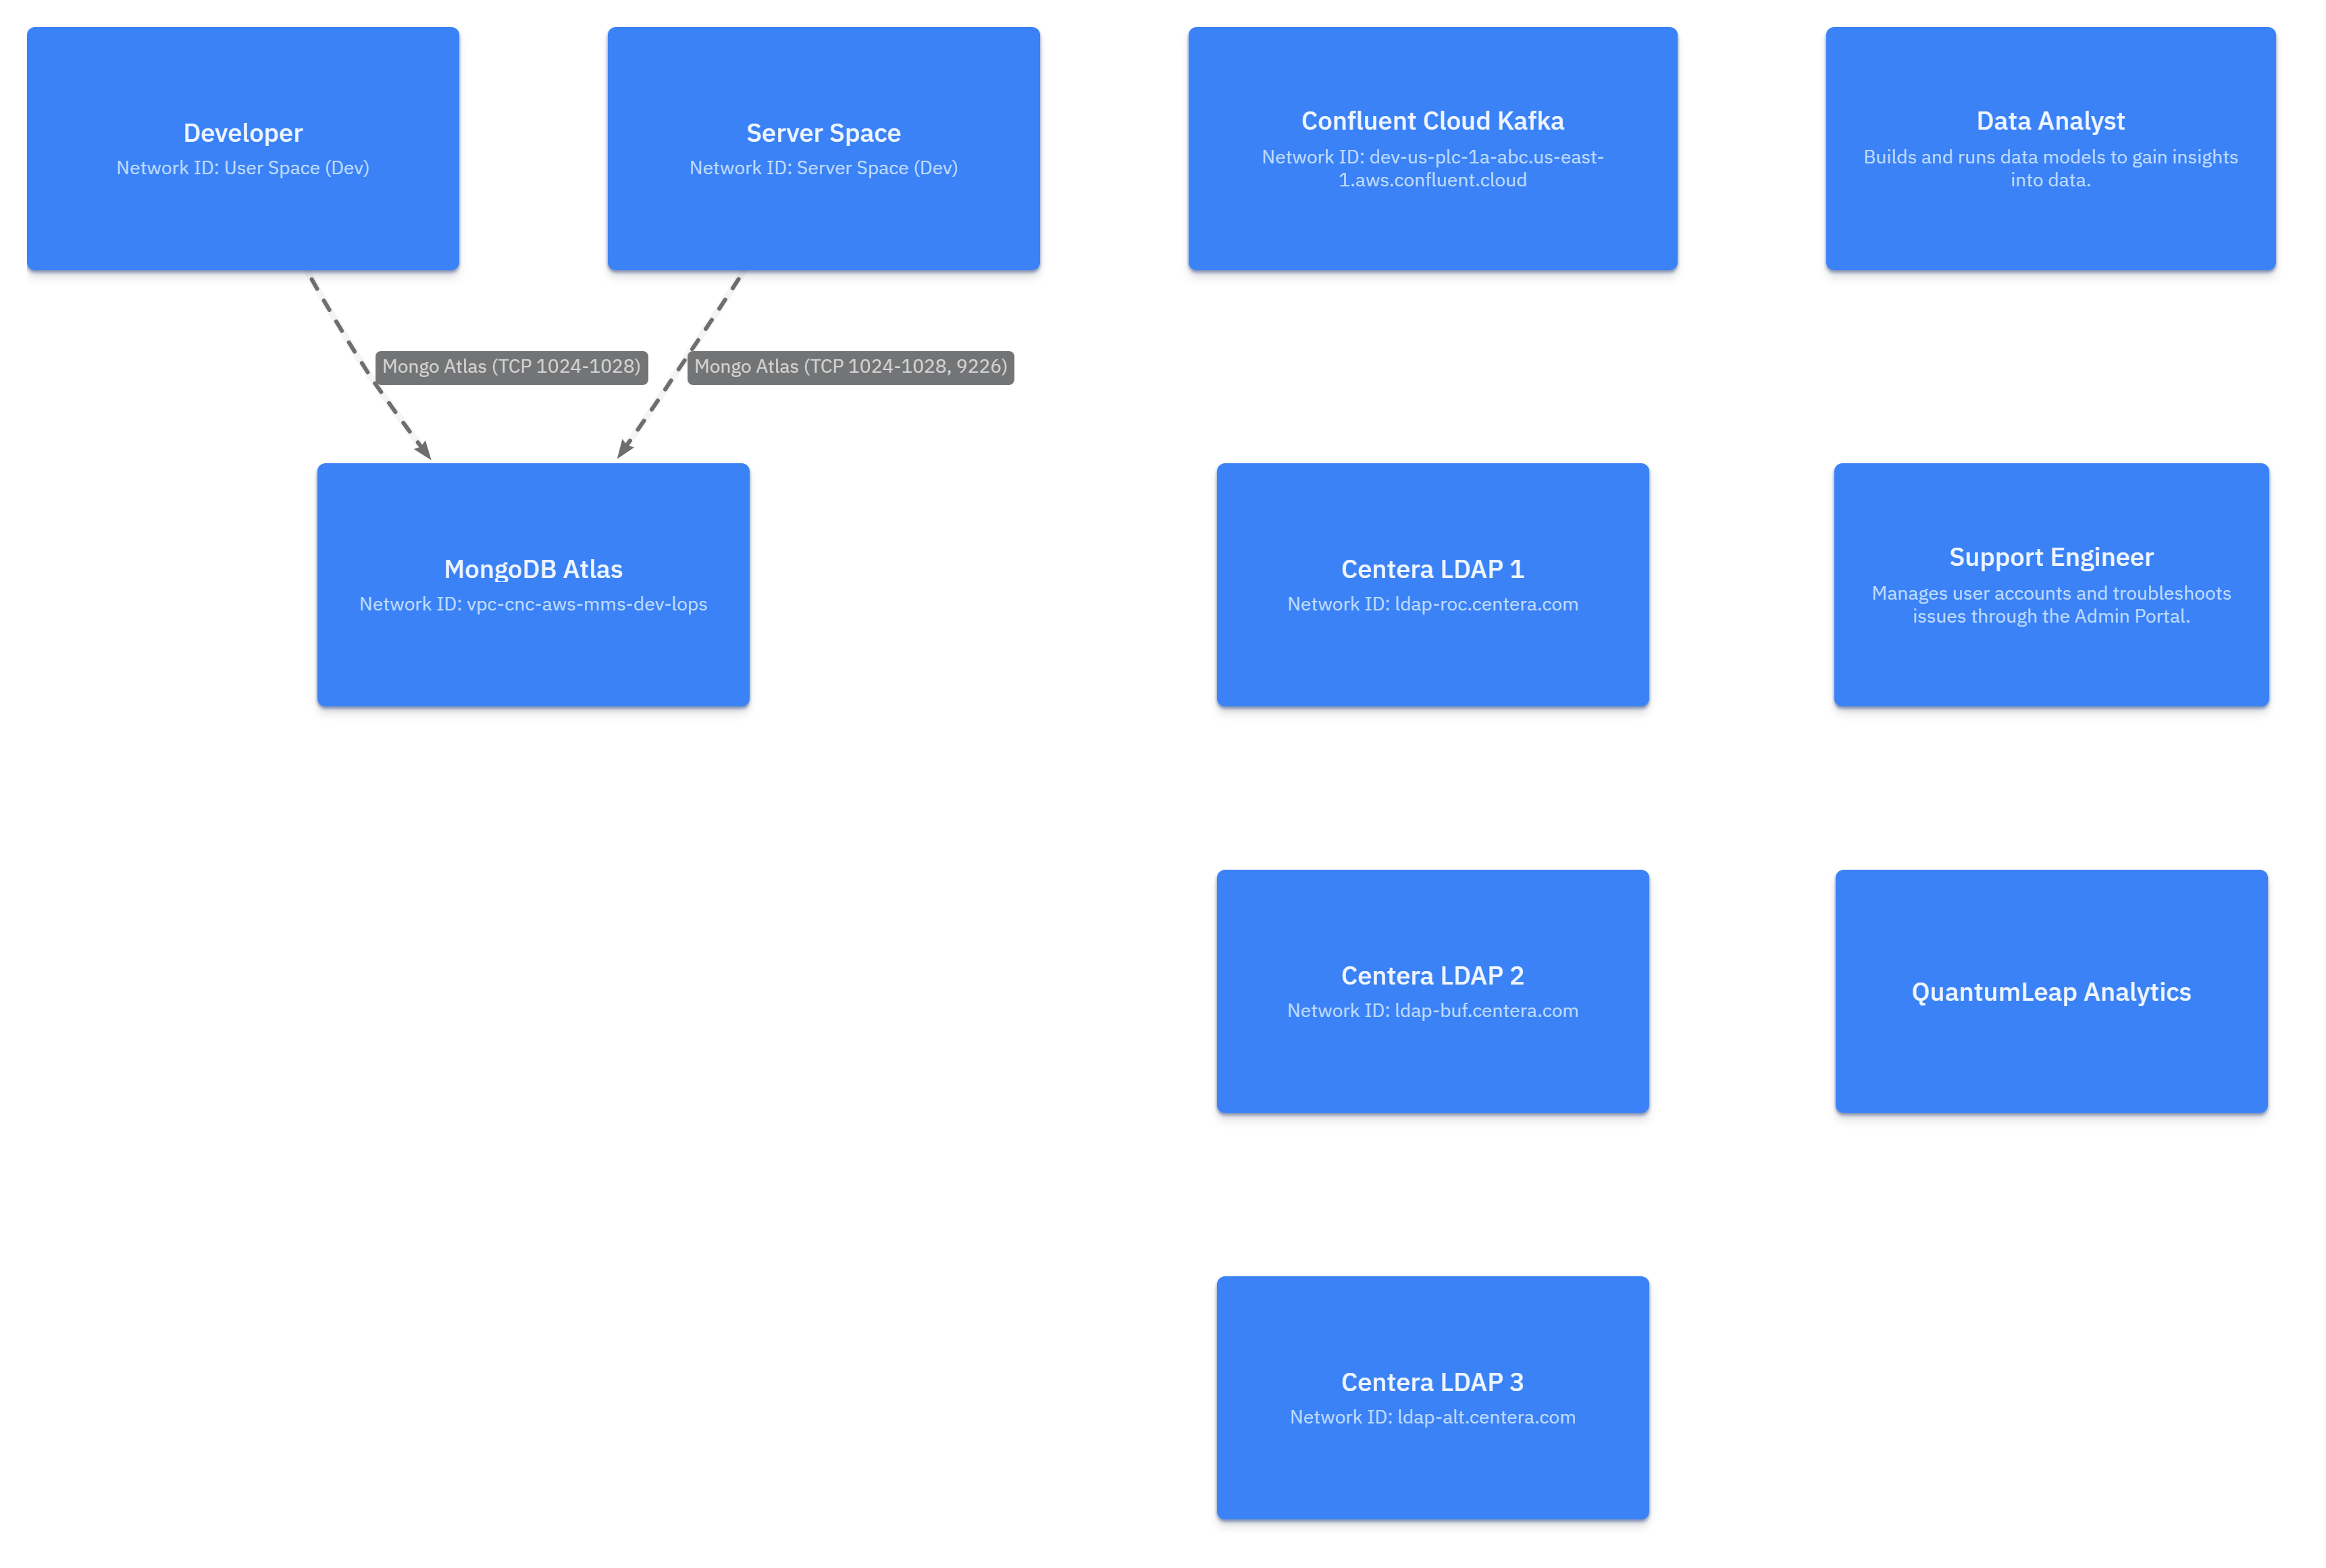 Developer
Network ID: User Space (Dev)
Server Space
Network ID: Server Space (Dev)
Confluent Cloud Kafka
Network ID: dev-us-plc-1a-abc.us-east-
1.aws.confluent.cloud
Data Analyst
Builds and runs data models to gain insights
into data.
Mongo Atlas (TCP 1024-1028)
Mongo Atlas (TCP 1024-1028, 9226)
MongoDB Atlas
Network ID: vpc-cnc-aws-mms-dev-lops
Centera LDAP 1
Network ID: ldap-roc.centera.com
Support Engineer
Manages user accounts and troubleshoots
issues through the Admin Portal.
Centera LDAP 2
Network ID: ldap-buf.centera.com
QuantumLeap Analytics
Centera LDAP 3
Network ID: ldap-alt.centera.com